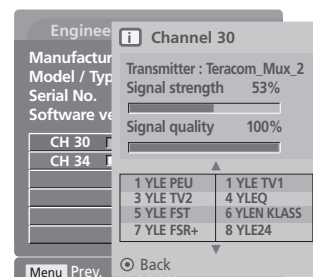 Enginee
Manufactur
Model / Typ
Serial No.
Software ve
CH 30
CH 34
Menu Prev.
i Channel 30
Transmitter : Teracom_Mux_2
Signal strength 53%
Signal quality 100%
1 YLE PEU 1 YLE TV1
3 YLE TV2 4 YLEQ
5 YLE FST 6 YLEN KLASS
7 YLE FSR+ 8 YLE24
Back